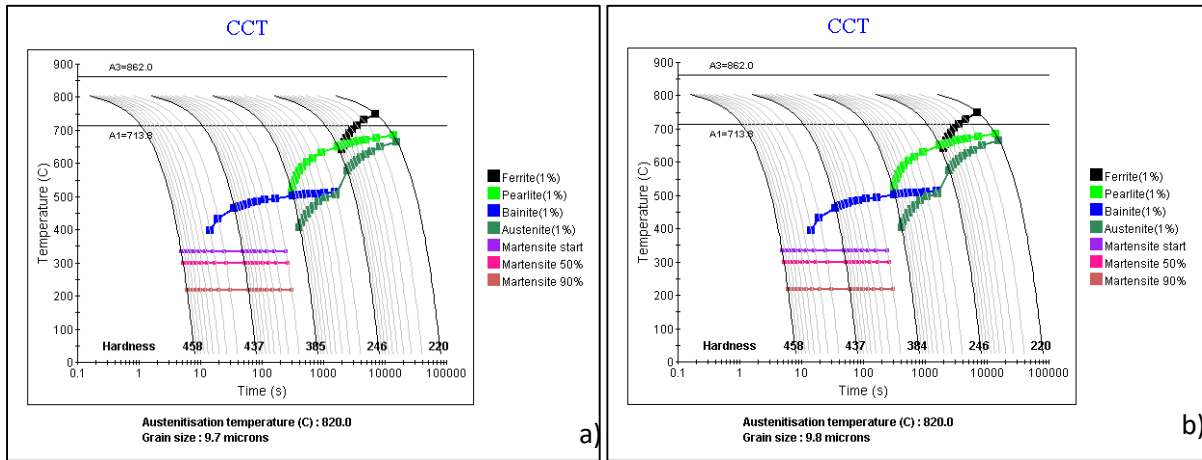 CCT
900
A3=862.0
800
A1=713.8
700
600
500
400
300
200
100
0
Temperature (C)
Hardness 458 437 385 246 220
0.1 1 10 100 1000 10000 100000
Time (s)
Ferrite(1%)
Pearlite(1%)
Bainite(1%)
Austenite(1%)
Martensite start
Martensite 50%
Martensite 90%
Austenitisation temperature (C) : 820.0
Grain size : 9.7 microns
a)
CCT
900
A3=862.0
800
A1=713.8
700
600
500
400
300
200
100
0
Temperature (C)
Hardness 458 437 384 246 220
0.1 1 10 100 1000 10000 100000
Time (s)
Ferrite(1%)
Pearlite(1%)
Bainite(1%)
Austenite(1%)
Martensite start
Martensite 50%
Martensite 90%
Austenitisation temperature (C) : 820.0
Grain size : 9.8 microns
b)